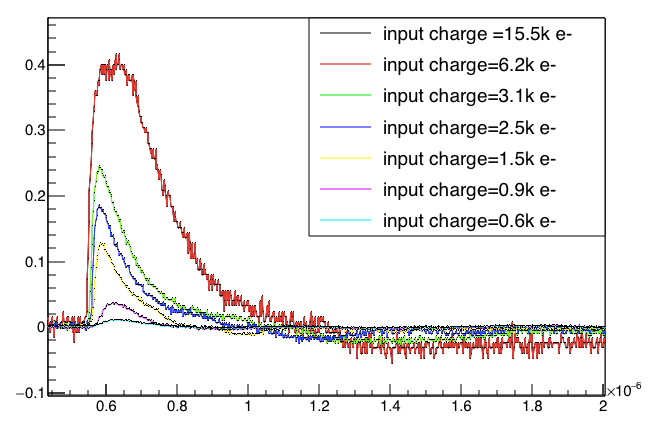 input charge =15.5k e-
input charge=6.2k e-
input charge=3.1k e-
input charge=2.5k e-
input charge=1.5k e-
input charge=0.9k e-
input charge=0.6k e-
0.4
0.3
0.2
0.1
0
−0.1
0.6 0.8 1 1.2 1.4 1.6 1.8 2
×10⁻⁶